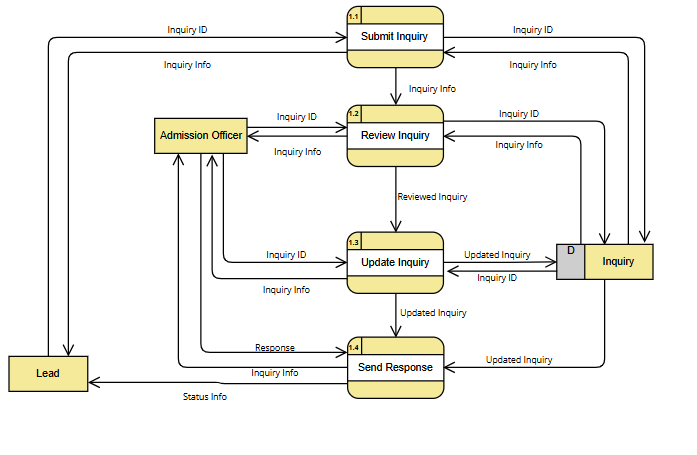 1.1
Inquiry ID
Submit Inquiry
Inquiry ID
Inquiry Info
Inquiry Info
Inquiry Info
1.2
Inquiry ID
Inquiry ID
Admission Officer
Review Inquiry
Inquiry Info
Inquiry Info
Reviewed Inquiry
1.3
Inquiry ID
Update Inquiry
Updated Inquiry
D
Inquiry
Inquiry ID
Inquiry Info
Updated Inquiry
1.4
Response
Updated Inquiry
Send Response
Inquiry Info
Lead
Status Info